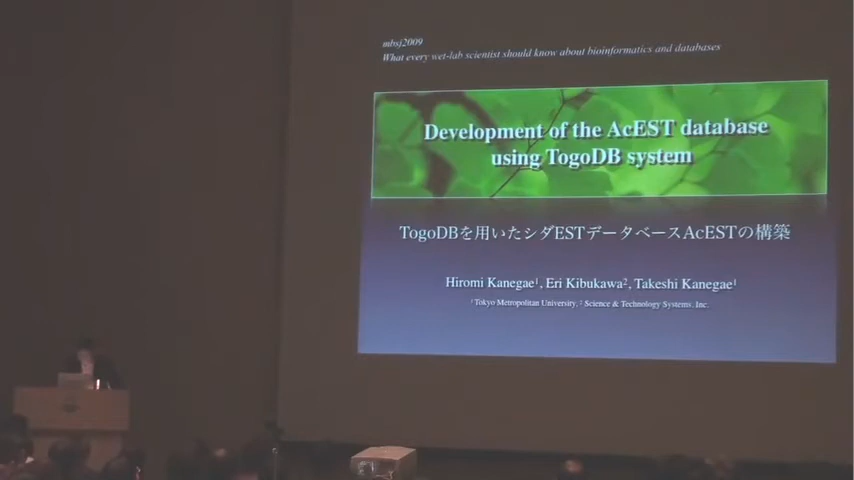 mbsj2009
What every wet-lab scientist should know about bioinformatics and databases
Development of the AcEST database
using TogoDB system
TogoDBを用いたシダESTデータベースAcESTの構築
Hiromi Kanegae¹, Eri Kibukawa², Takeshi Kanegae¹
¹ Tokyo Metropolitan University, ² Science & Technology Systems, Inc.